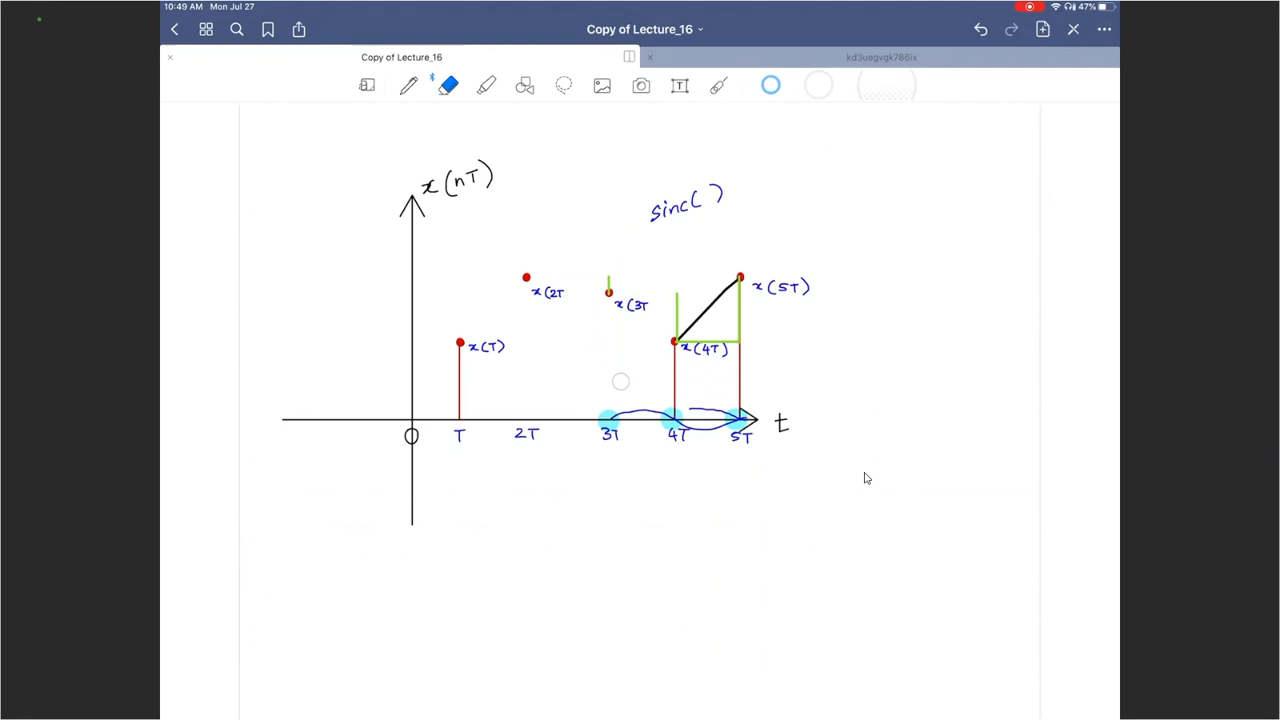 10:49 AM Mon Jul 27
47%
Copy of Lecture_16
Copy of Lecture_16
kd3uegvgk786ix
T
x(nT)
sinc( )
x(2T
x(3T
x(5T)
x(T)
x(4T)
t
0
T
2T
3T
4T
5T